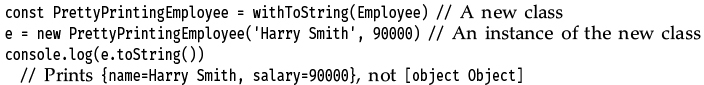 const PrettyPrintingEmployee = withToString(Employee) // A new class
e = new PrettyPrintingEmployee('Harry Smith', 90000) // An instance of the new class
console.log(e.toString())
// Prints {name=Harry Smith, salary=90000}, not [object Object]